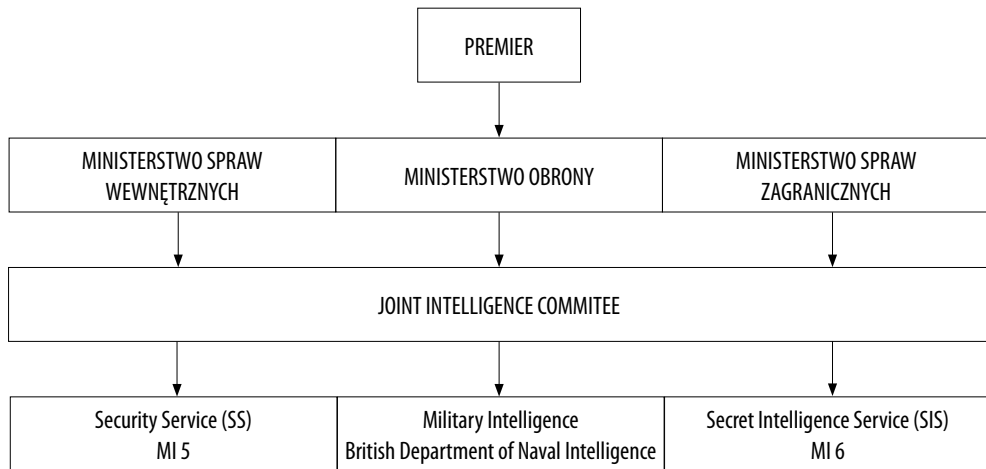 PREMIER
MINISTERSTWO SPRAW
WEWNĘTRZNYCH
MINISTERSTWO OBRONY
MINISTERSTWO SPRAW
ZAGRANICZNYCH
JOINT INTELLIGENCE COMMITEE
Security Service (SS)
MI 5
Military Intelligence
British Department of Naval Intelligence
Secret Intelligence Service (SIS)
MI 6